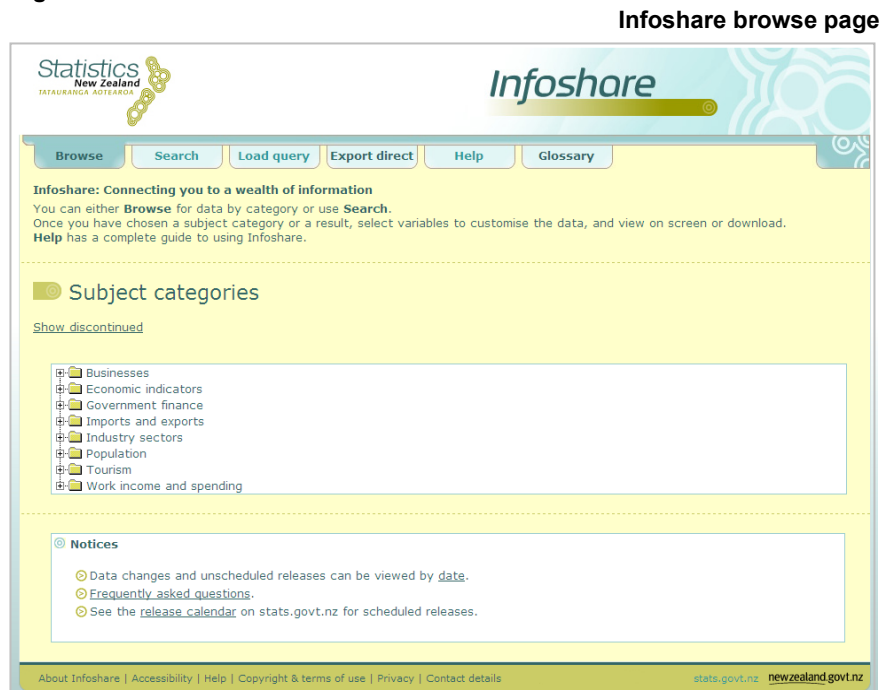 Infoshare browse page
Statistics
New Zealand
TATAURANGA AOTEAROA
Infoshare
Browse Search Load query Export direct Help Glossary
Infoshare: Connecting you to a wealth of information
You can either Browse for data by category or use Search.
Once you have chosen a subject category or a result, select variables to customise the data, and view on screen or download.
Help has a complete guide to using Infoshare.
Subject categories
Show discontinued
Businesses
Economic indicators
Government finance
Imports and exports
Industry sectors
Population
Tourism
Work income and spending
Notices
Data changes and unscheduled releases can be viewed by date.
Frequently asked questions.
See the release calendar on stats.govt.nz for scheduled releases.
About Infoshare | Accessibility | Help | Copyright & terms of use | Privacy | Contact details stats.govt.nz newzealand.govt.nz